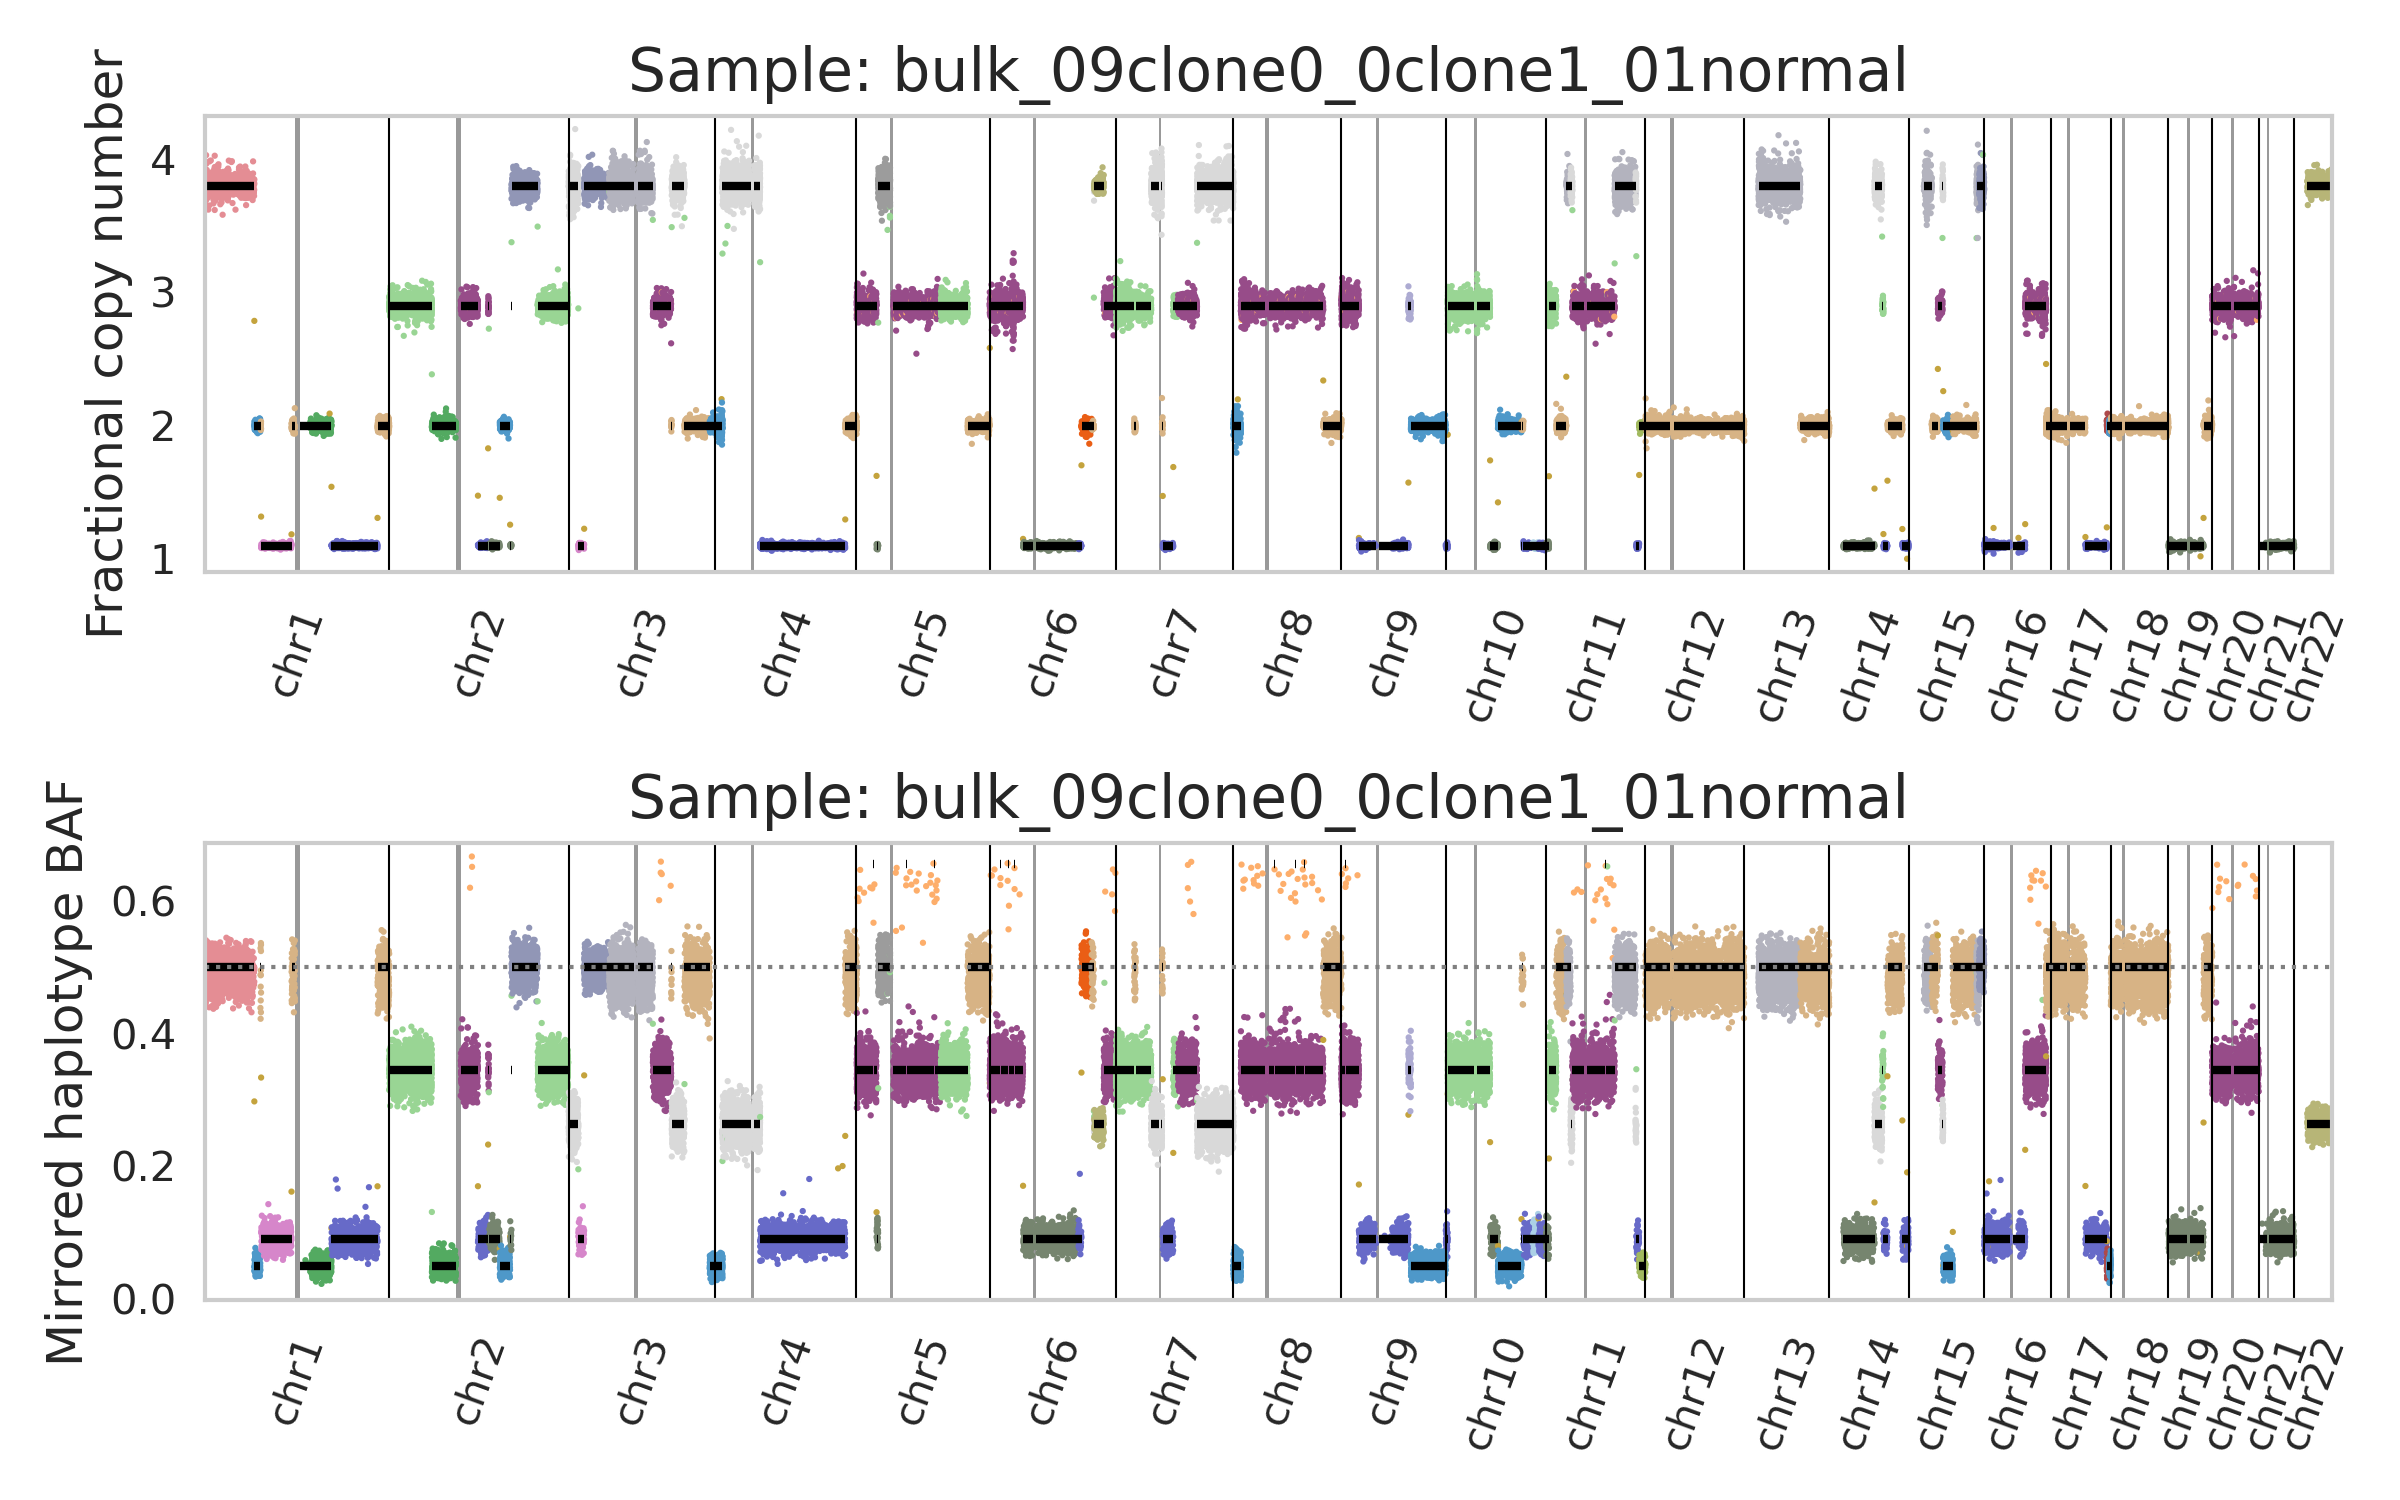 Sample: bulk_09clone0_0clone1_01normal
Fractional copy number
4
3
2
1
chr1 chr2 chr3 chr4 chr5 chr6 chr7 chr8 chr9 chr10 chr11 chr12 chr13 chr14 chr15 chr16 chr17 chr18 chr19 chr20 chr21 chr22
Sample: bulk_09clone0_0clone1_01normal
Mirrored haplotype BAF
0.6
0.4
0.2
0.0
chr1 chr2 chr3 chr4 chr5 chr6 chr7 chr8 chr9 chr10 chr11 chr12 chr13 chr14 chr15 chr16 chr17 chr18 chr19 chr20 chr21 chr22